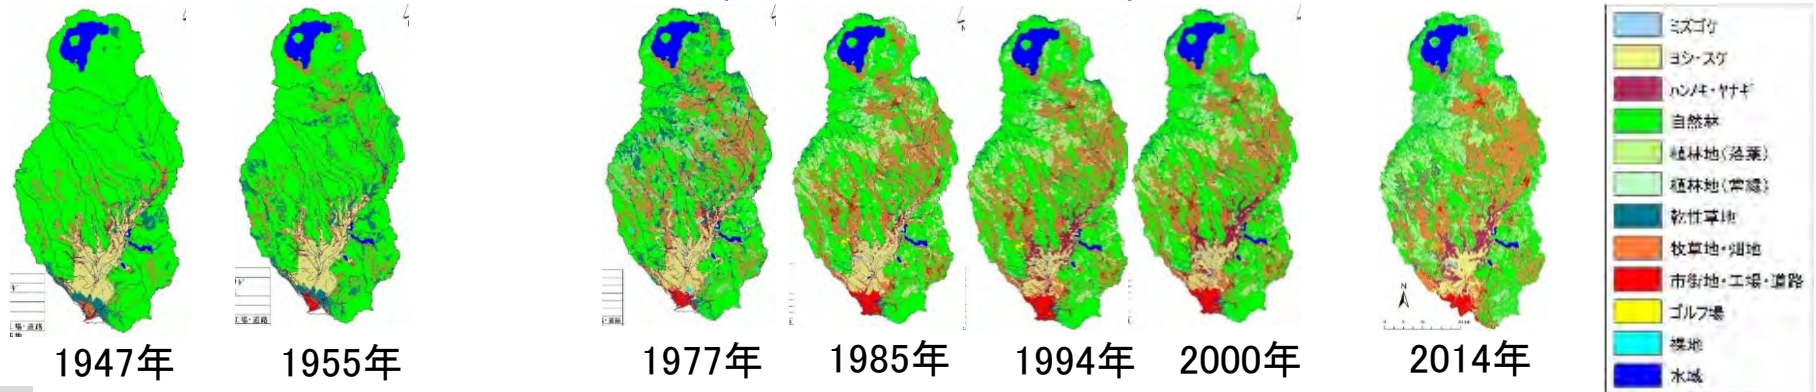 1947年
1955年
1977年
1985年
1994年
2000年
2014年
N
ミズゴケ
ヨシ・スゲ
ハンノキ・ヤナギ
自然林
植林地(落葉)
植林地(常緑)
乾性草地
牧草地・畑地
市街地・工場・道路
ゴルフ場
裸地
水域